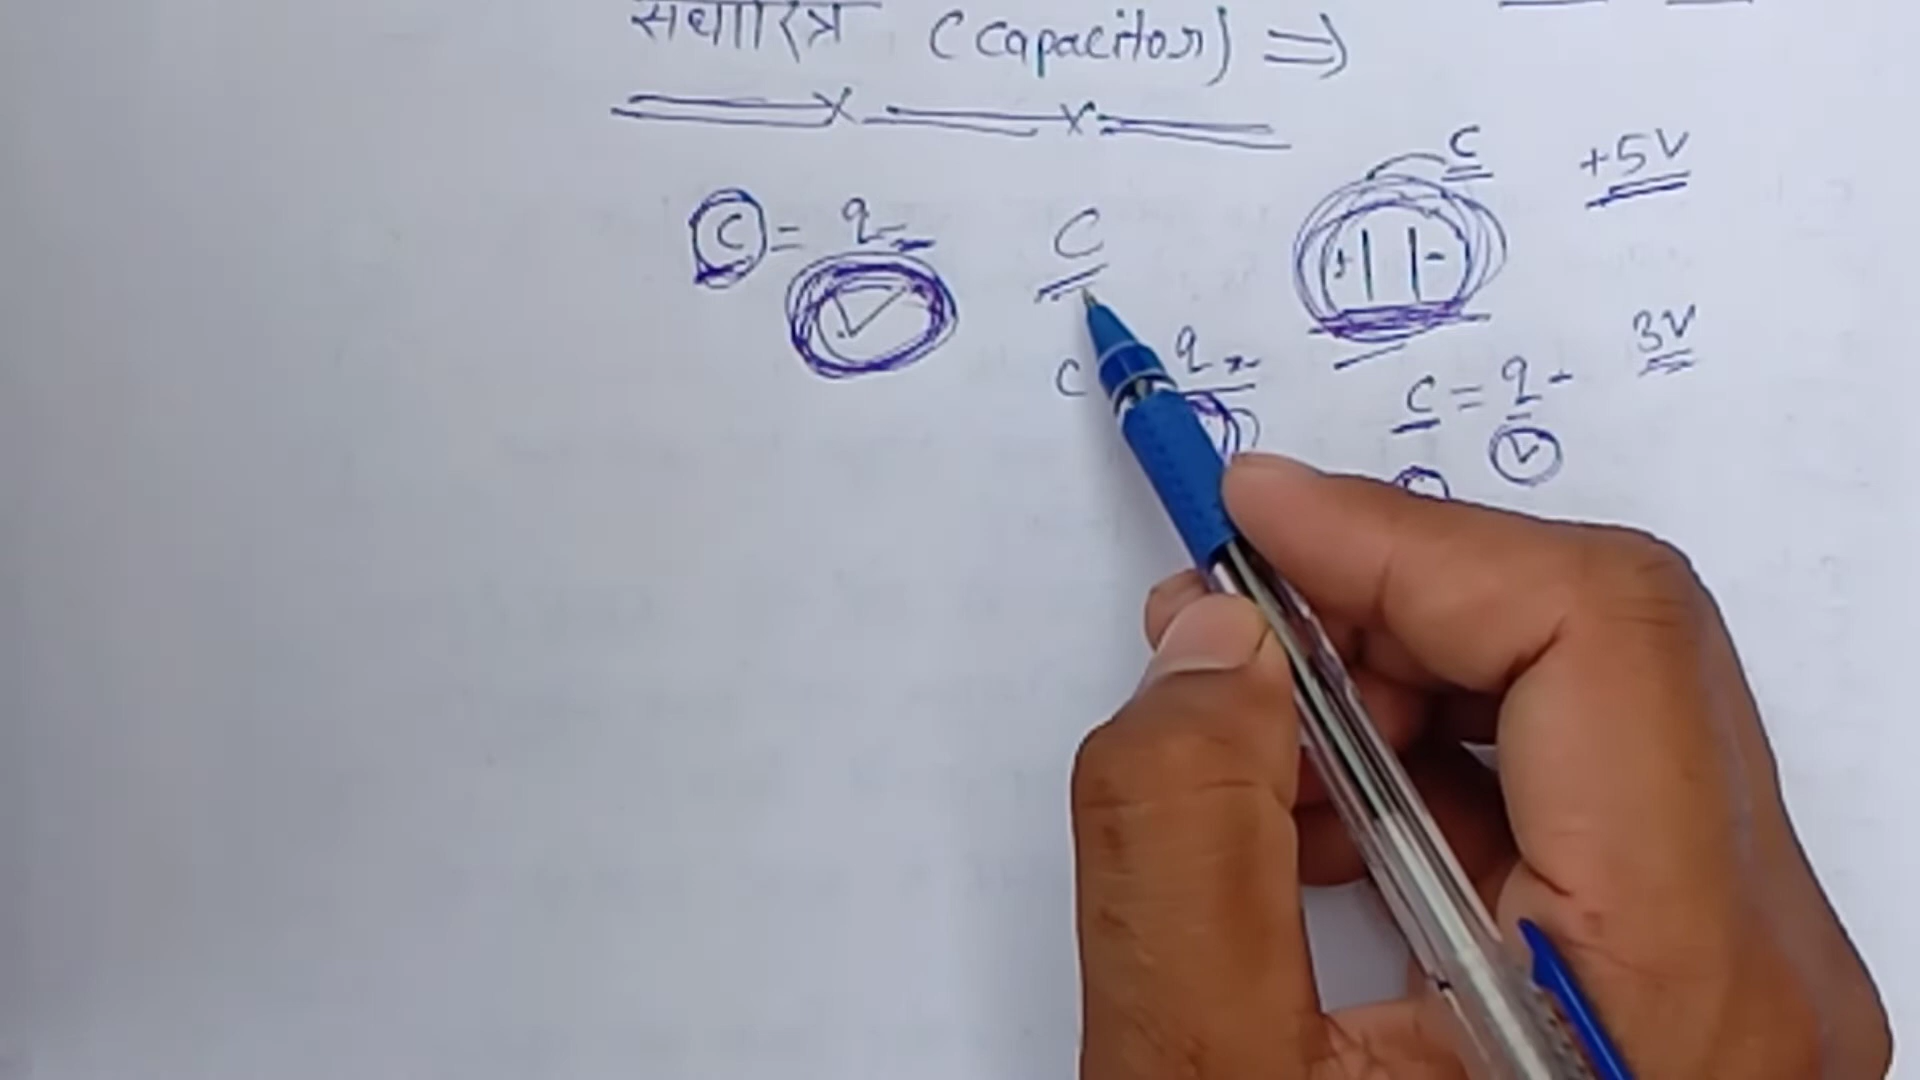 संधारित्र (Capacitor) ⇒
C = q / V
C
C
+5V
C q
C = q / V
3V